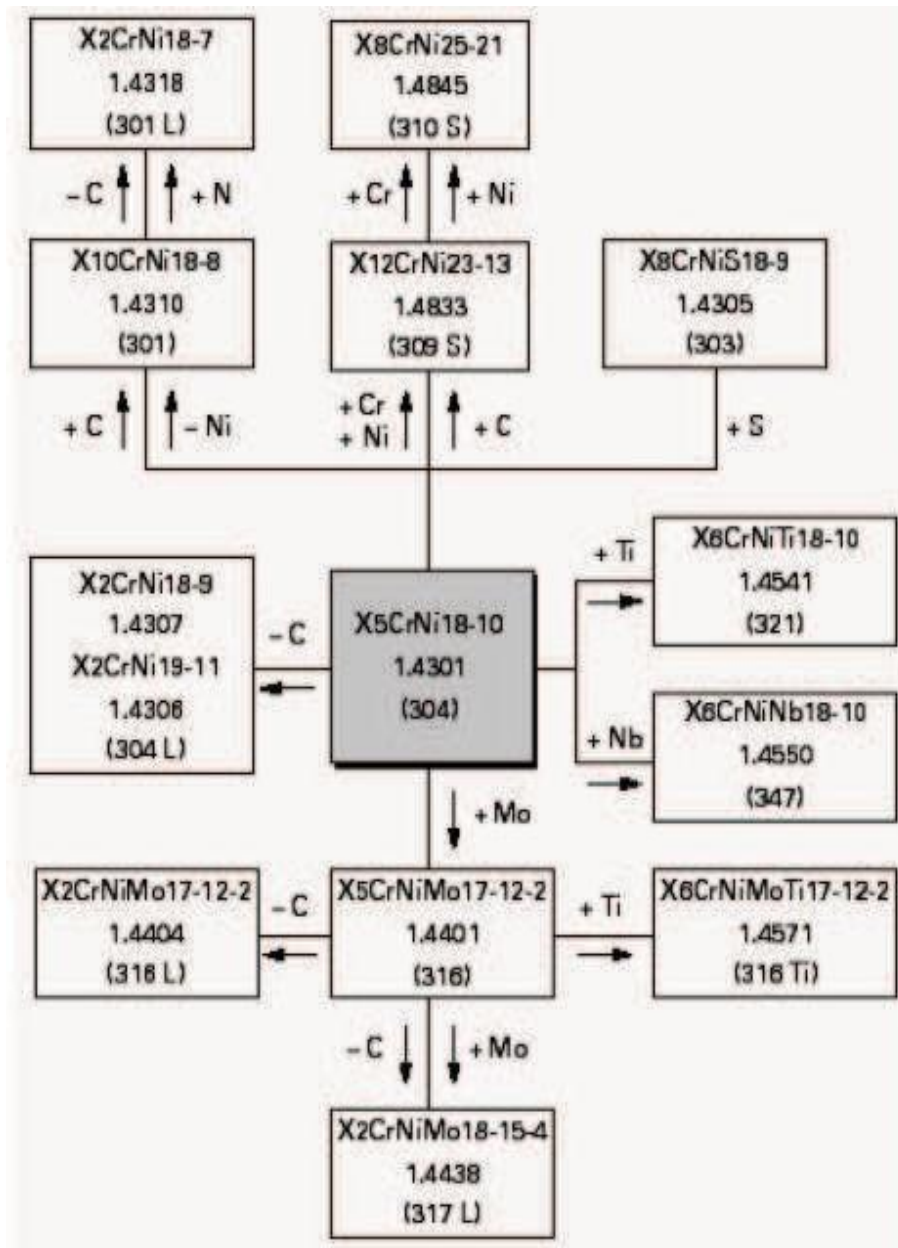 X2CrNi18-7
1.4318
(301 L)
X8CrNi25-21
1.4845
(310 S)
– C
+ N
+ Cr
+ Ni
X10CrNi18-8
1.4310
(301)
X12CrNi23-13
1.4833
(309 S)
X8CrNiS18-9
1.4305
(303)
+ C
– Ni
+ Cr
+ Ni
+ C
+ S
X2CrNi18-9
1.4307
X2CrNi19-11
1.4306
(304 L)
– C
X5CrNi18-10
1.4301
(304)
+ Ti
X6CrNiTi18-10
1.4541
(321)
+ Nb
X6CrNiNb18-10
1.4550
(347)
+ Mo
X2CrNiMo17-12-2
1.4404
(316 L)
– C
X5CrNiMo17-12-2
1.4401
(316)
+ Ti
X6CrNiMoTi17-12-2
1.4571
(316 Ti)
– C
+ Mo
X2CrNiMo18-15-4
1.4438
(317 L)